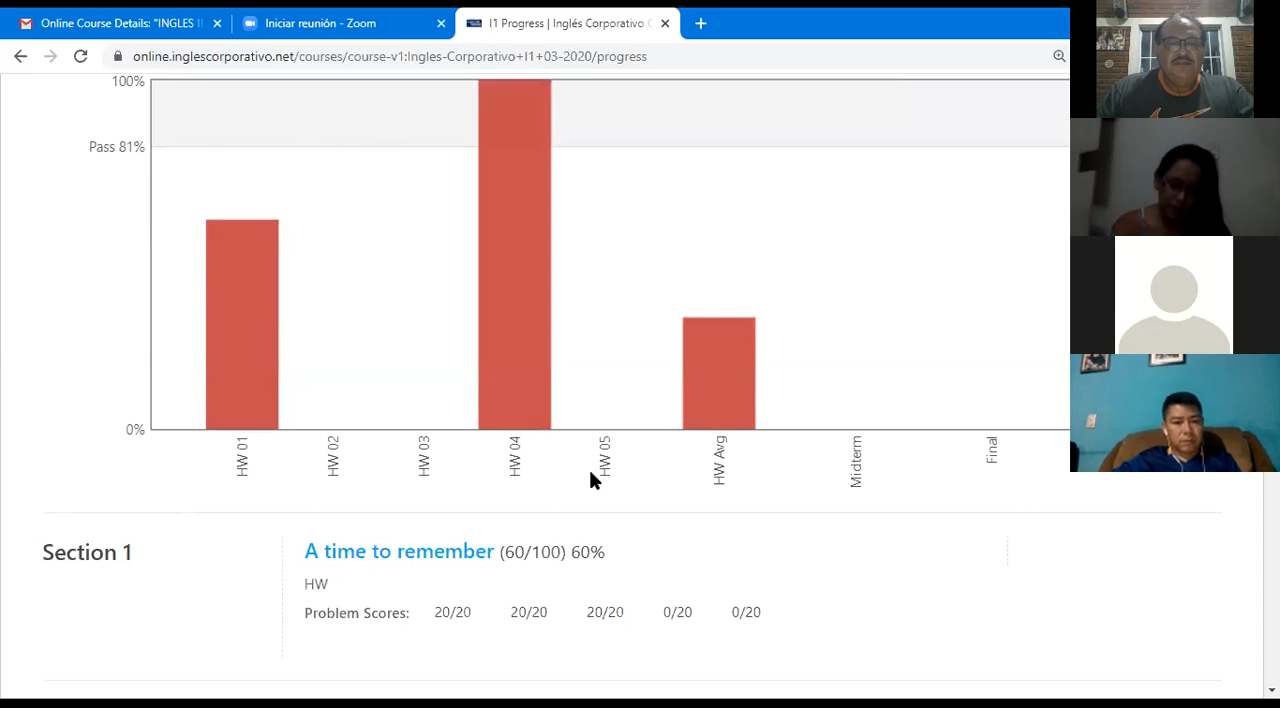 Online Course Details: "INGLES II
Iniciar reunión - Zoom
I1 Progress | Inglés Corporativo C
online.inglescorporativo.net/courses/course-v1:Ingles-Corporativo+I1+03-2020/progress
100%
Pass 81%
0%
HW 01
HW 02
HW 03
HW 04
HW 05
HW Avg
Midterm
Final
Section 1
A time to remember (60/100) 60%
HW
Problem Scores: 20/20 20/20 20/20 0/20 0/20